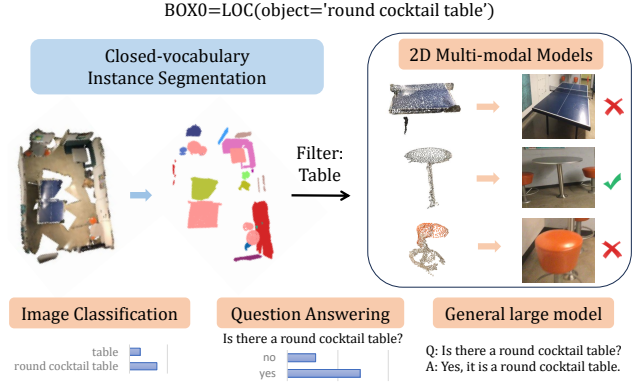 BOX0=LOC(object='round cocktail table')
Closed-vocabulary
Instance Segmentation
2D Multi-modal Models
Filter:
Table
Image Classification
table
round cocktail table
Question Answering
Is there a round cocktail table?
no
yes
General large model
Q: Is there a round cocktail table?
A: Yes, it is a round cocktail table.